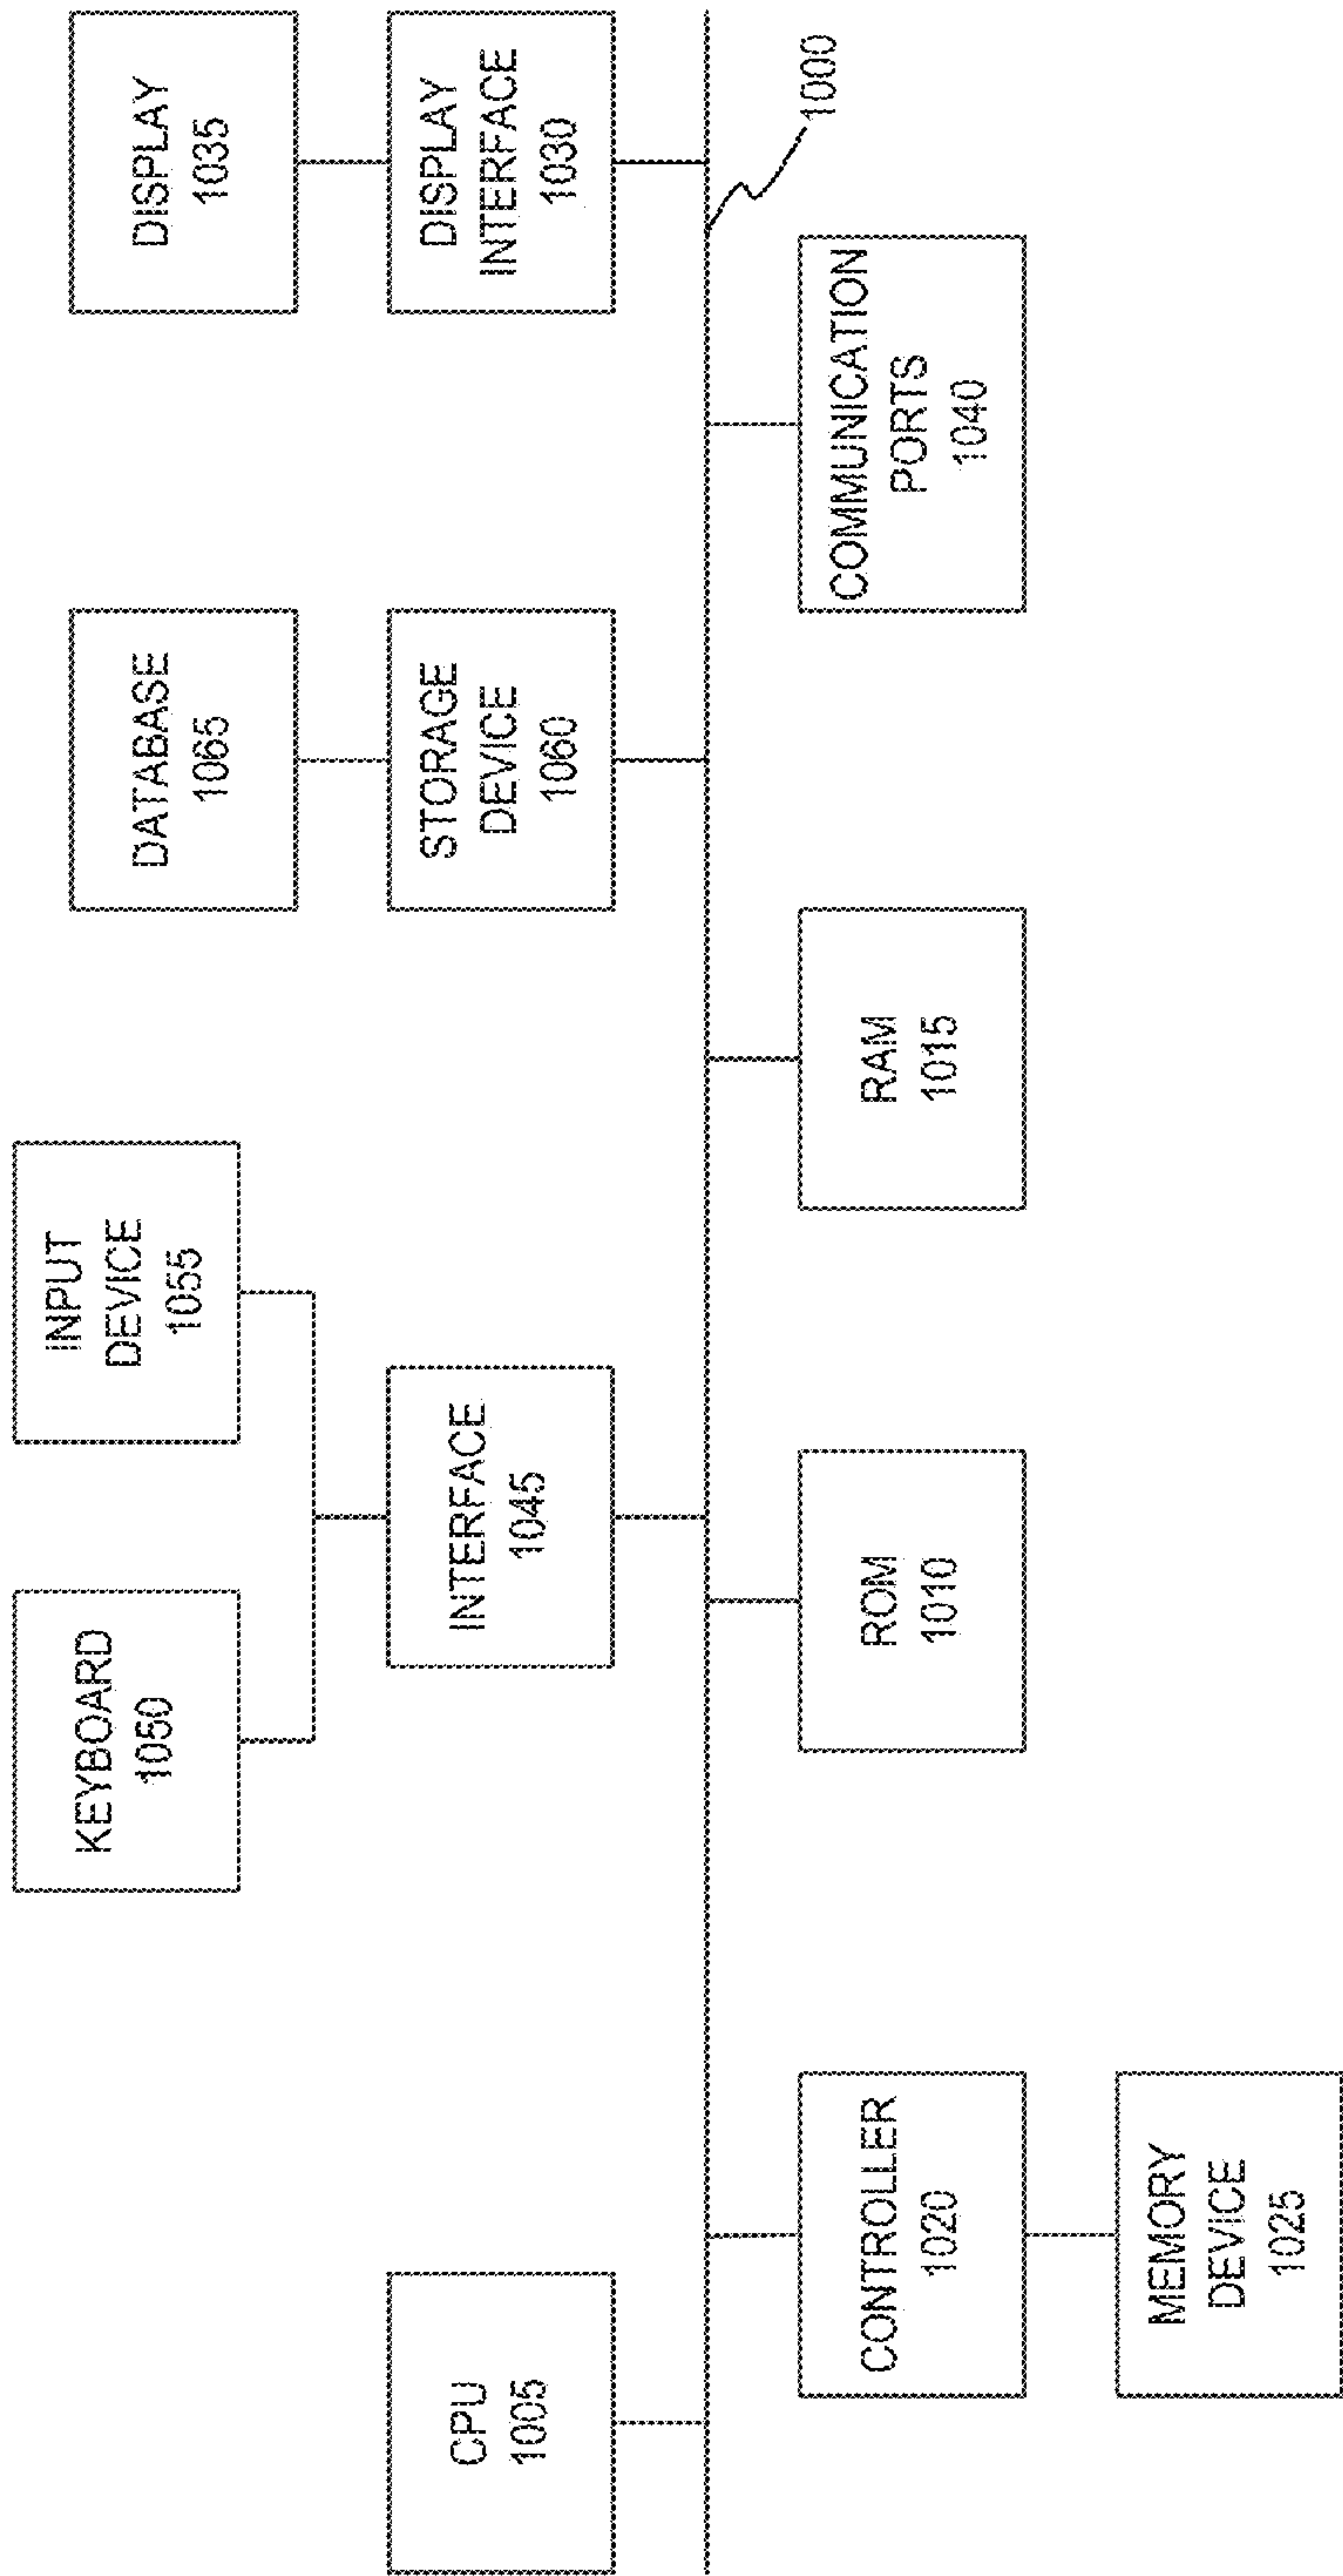 KEYBOARD
1050
INPUT
DEVICE
1055
DATABASE
1065
DISPLAY
1035
CPU
1005
INTERFACE
1045
STORAGE
DEVICE
1060
DISPLAY
INTERFACE
1030
1000
CONTROLLER
1020
ROM
1010
RAM
1015
COMMUNICATION
PORTS
1040
MEMORY
DEVICE
1025